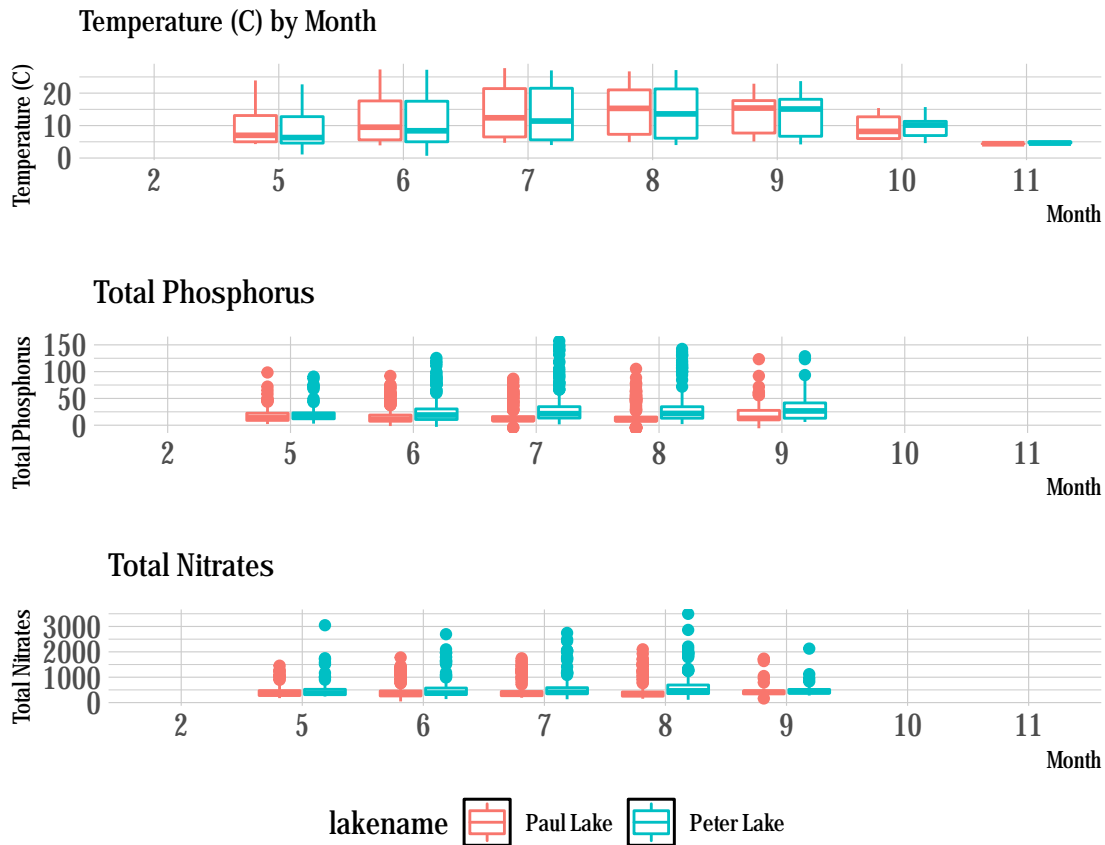 Temperature (C) by Month
Temperature (C)
20
10
0
2 5 6 7 8 9 10 11
Month
Total Phosphorus
Total Phosphorus
150
100
50
0
2 5 6 7 8 9 10 11
Month
Total Nitrates
Total Nitrates
3000
2000
1000
0
2 5 6 7 8 9 10 11
Month
lakename Paul Lake Peter Lake